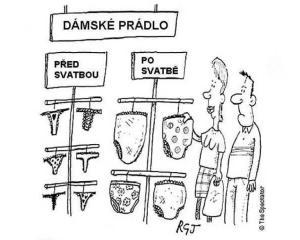 DÁMSKÉ PRÁDLO
PŘED
SVATBOU
PO
SVATBĚ
RGJ
© The Spectator